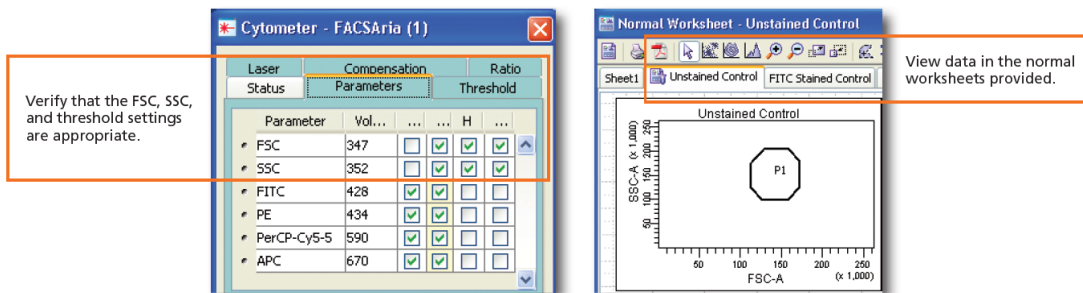 Verify that the FSC, SSC,
and threshold settings
are appropriate.
Cytometer - FACSAria (1)
Laser Compensation Ratio
Status Parameters Threshold
Parameter Vol... ... ... H ...
FSC 347
SSC 352
FITC 428
PE 434
PerCP-Cy5-5 590
APC 670
Normal Worksheet - Unstained Control
Sheet1 Unstained Control FITC Stained Control
Unstained Control
SSC-A (x 1,000)
50 100 150 200 250
P1
50 100 150 200 250
FSC-A (x 1,000)
View data in the normal
worksheets provided.